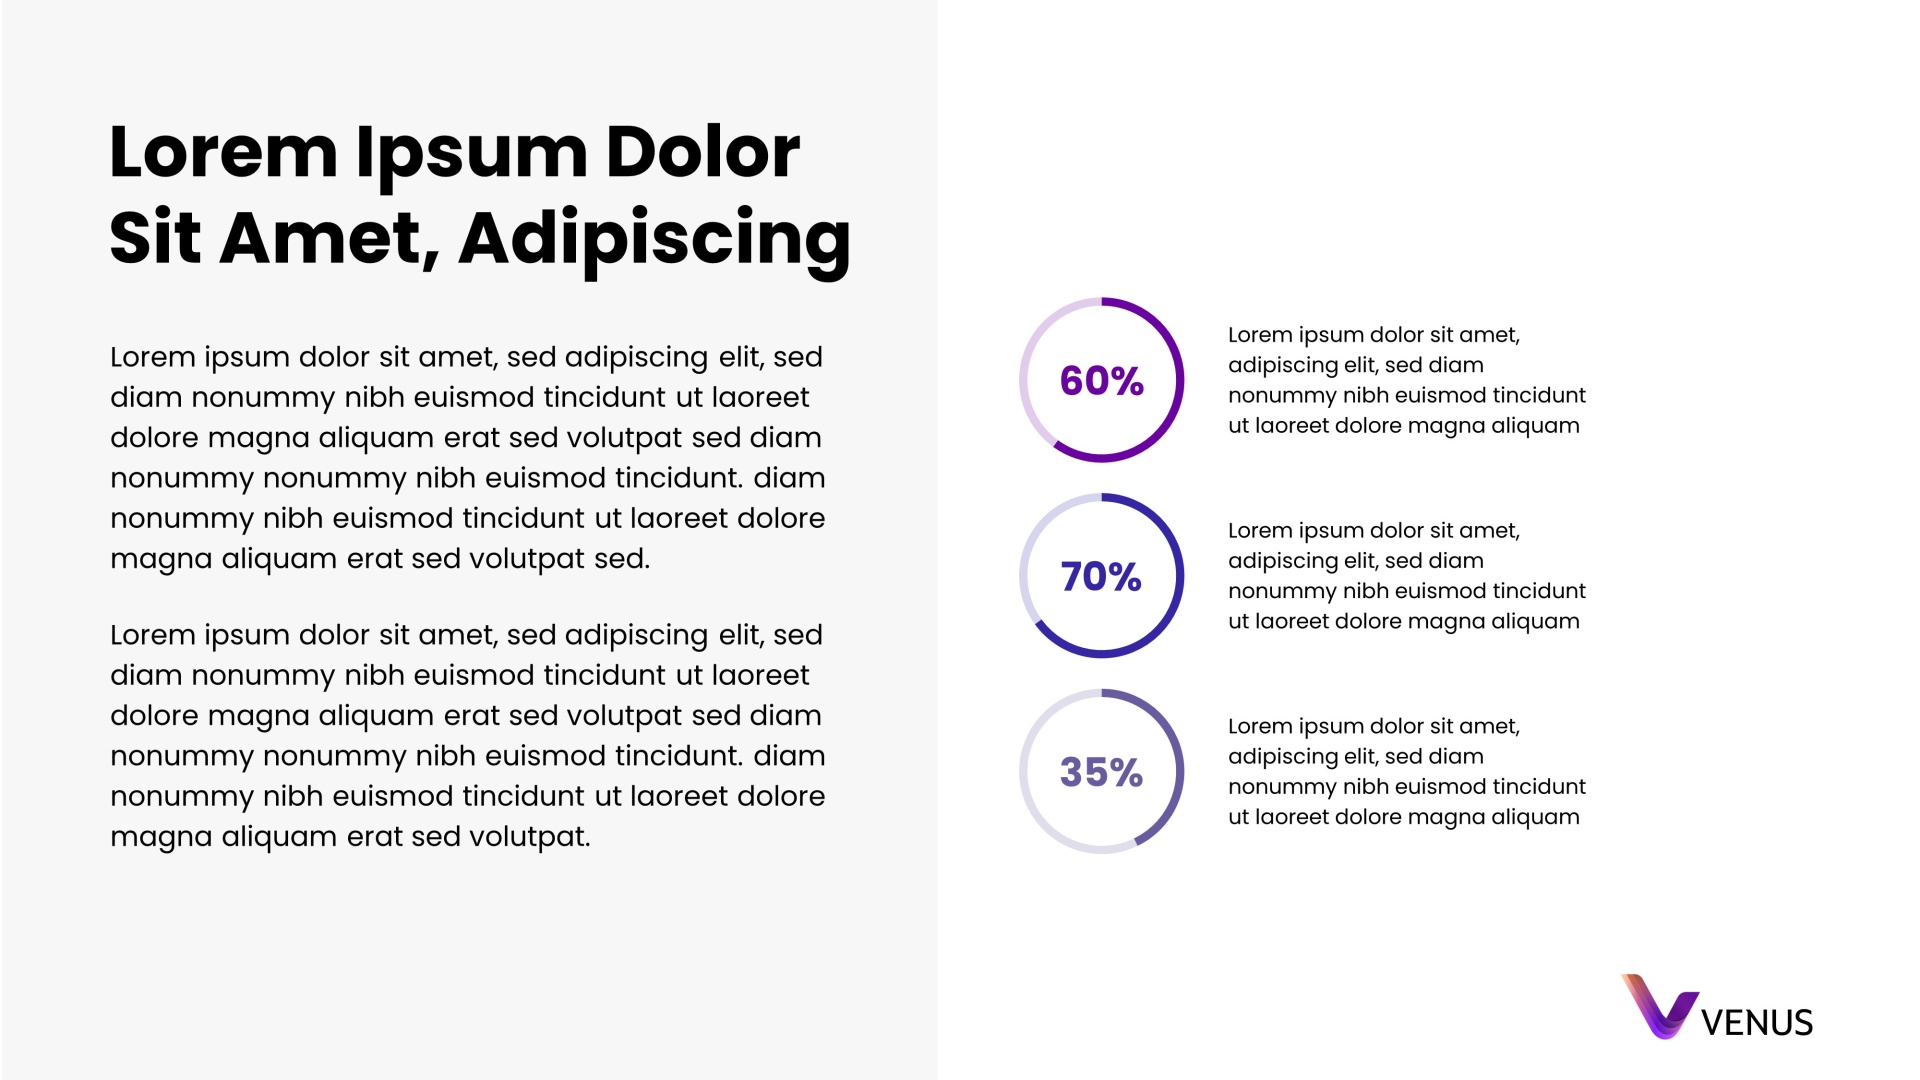 Lorem Ipsum Dolor
Sit Amet, Adipiscing
Lorem ipsum dolor sit amet, sed adipiscing elit, sed
diam nonummy nibh euismod tincidunt ut laoreet
dolore magna aliquam erat sed volutpat sed diam
nonummy nonummy nibh euismod tincidunt. diam
nonummy nibh euismod tincidunt ut laoreet dolore
magna aliquam erat sed volutpat sed.
Lorem ipsum dolor sit amet, sed adipiscing elit, sed
diam nonummy nibh euismod tincidunt ut laoreet
dolore magna aliquam erat sed volutpat sed diam
nonummy nonummy nibh euismod tincidunt. diam
nonummy nibh euismod tincidunt ut laoreet dolore
magna aliquam erat sed volutpat.
60%
Lorem ipsum dolor sit amet,
adipiscing elit, sed diam
nonummy nibh euismod tincidunt
ut laoreet dolore magna aliquam
70%
Lorem ipsum dolor sit amet,
adipiscing elit, sed diam
nonummy nibh euismod tincidunt
ut laoreet dolore magna aliquam
35%
Lorem ipsum dolor sit amet,
adipiscing elit, sed diam
nonummy nibh euismod tincidunt
ut laoreet dolore magna aliquam
VENUS